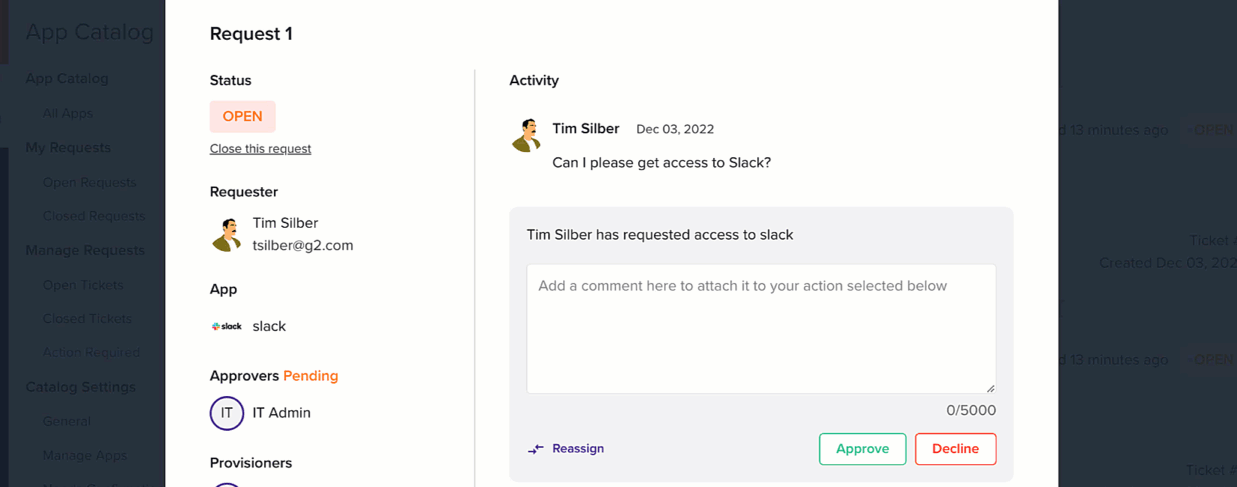 App Catalog
App Catalog
All Apps
My Requests
Open Requests
Closed Requests
Manage Requests
Open Tickets
Closed Tickets
Action Required
Catalog Settings
General
Manage Apps
Request 1
Status
OPEN
Close this request
Requester
Tim Silber
tsilber@g2.com
App
slack slack
Approvers Pending
IT IT Admin
Provisioners
Activity
Tim Silber Dec 03, 2022
Can I please get access to Slack?
Tim Silber has requested access to slack
Add a comment here to attach it to your action selected below
0/5000
Reassign Approve Decline
d 13 minutes ago OPEN
Ticket #
Created Dec 03, 202
d 13 minutes ago OPEN
Ticket #